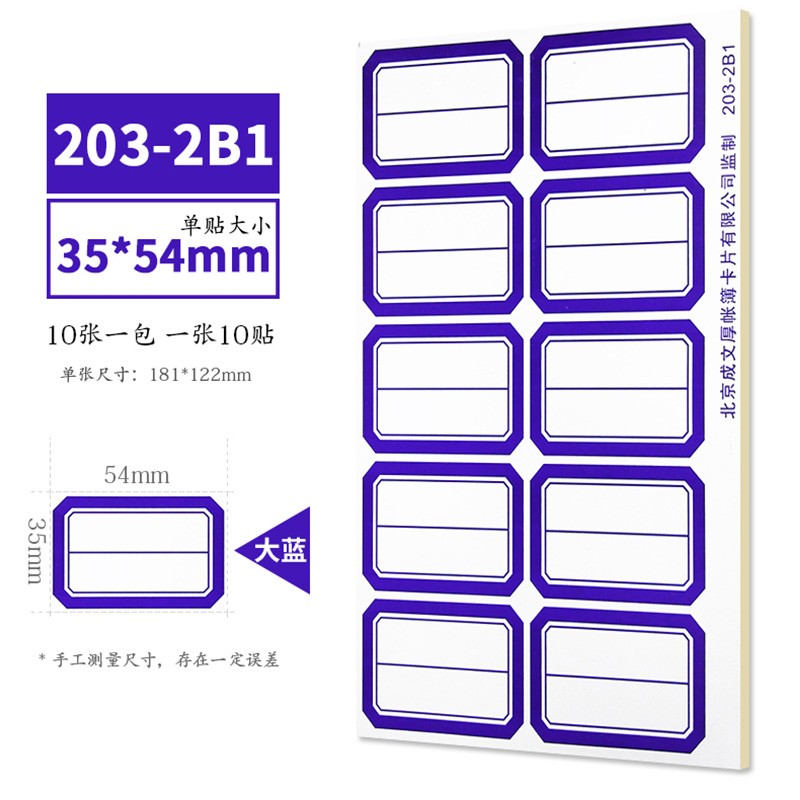 203-2B1
单贴大小
35*54mm
10张一包 一张10贴
单张尺寸：181*122mm
54mm
35mm
大蓝
* 手工测量尺寸，存在一定误差
北京成文厚帐簿卡片有限公司监制 203-2B1